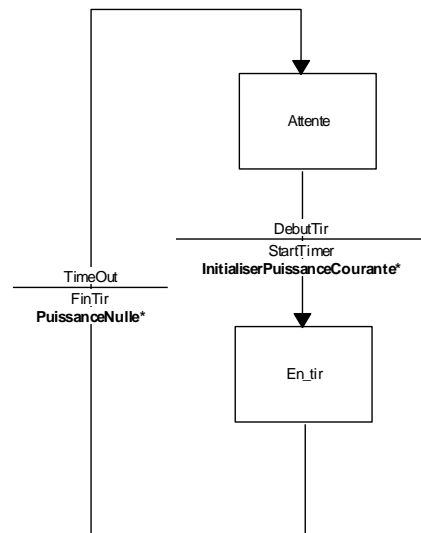 Attente
DebutTir
StartTimer
InitialiserPuissanceCourante*
TimeOut
FinTir
PuissanceNulle*
En_tir